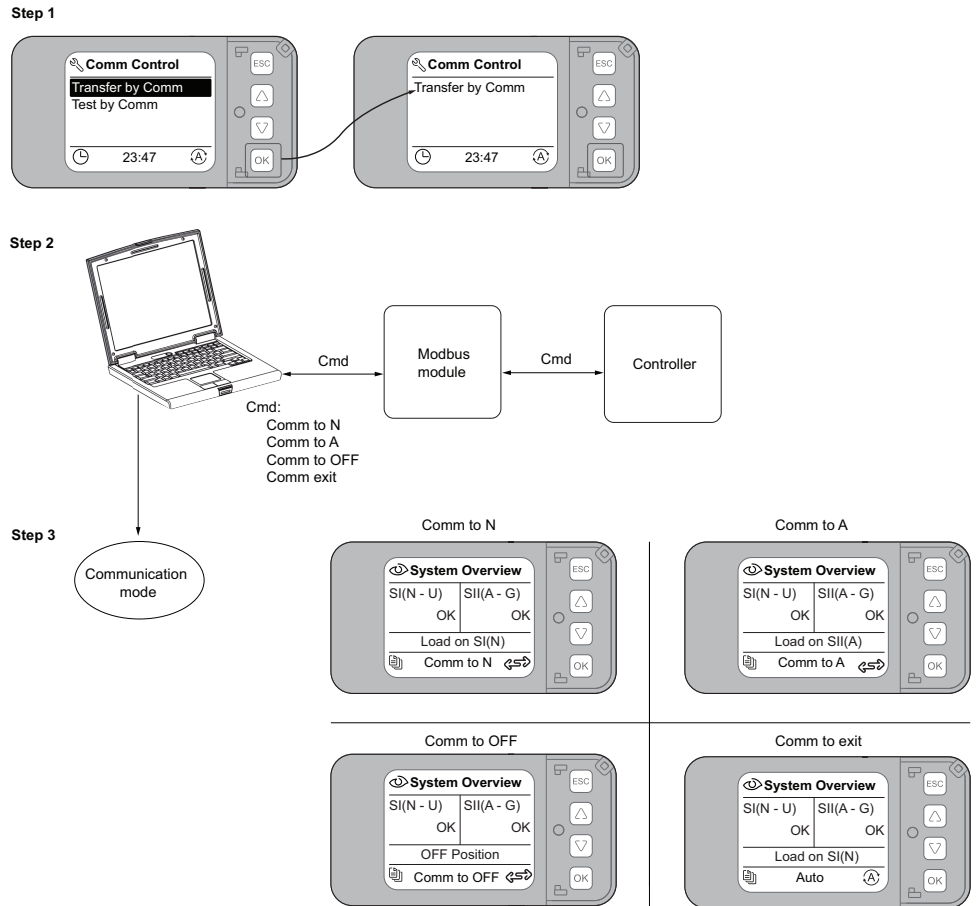 Step 1
Comm Control
Transfer by Comm
Test by Comm
23:47
A
ESC
OK
Comm Control
Transfer by Comm
23:47
A
ESC
OK
Step 2
Cmd
Modbus
module
Cmd
Controller
Cmd:
Comm to N
Comm to A
Comm to OFF
Comm exit
Step 3
Communication
mode
Comm to N
System Overview
SI(N - U) SII(A - G)
OK OK
Load on SI(N)
Comm to N
ESC
OK
Comm to A
System Overview
SI(N - U) SII(A - G)
OK OK
Load on SII(A)
Comm to A
ESC
OK
Comm to OFF
System Overview
SI(N - U) SII(A - G)
OK OK
OFF Position
Comm to OFF
ESC
OK
Comm to exit
System Overview
SI(N - U) SII(A - G)
OK OK
Load on SI(N)
Auto A
ESC
OK